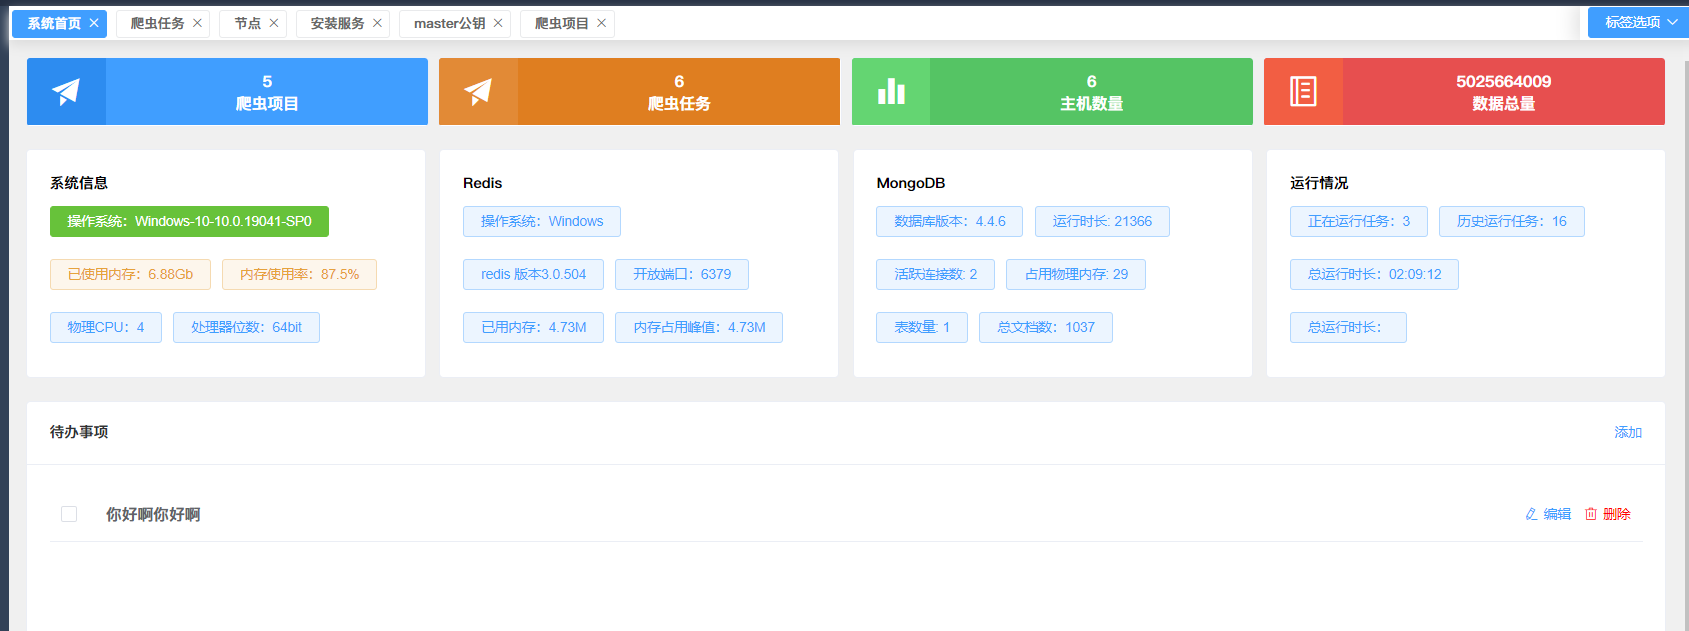 系统首页 爬虫任务 节点 安装服务 master公钥 爬虫项目 标签选项
5
爬虫项目
6
爬虫任务
6
主机数量
5025664009
数据总量
系统信息
操作系统：Windows-10-10.0.19041-SP0
已使用内存：6.88Gb 内存使用率：87.5%
物理CPU：4 处理器位数：64bit
Redis
操作系统：Windows
redis 版本3.0.504 开放端口：6379
已用内存：4.73M 内存占用峰值：4.73M
MongoDB
数据库版本：4.4.6 运行时长: 21366
活跃连接数: 2 占用物理内存: 29
表数量: 1 总文档数：1037
运行情况
正在运行任务：3 历史运行任务：16
总运行时长：02:09:12
总运行时长：
待办事项 添加
你好啊你好啊 编辑 删除